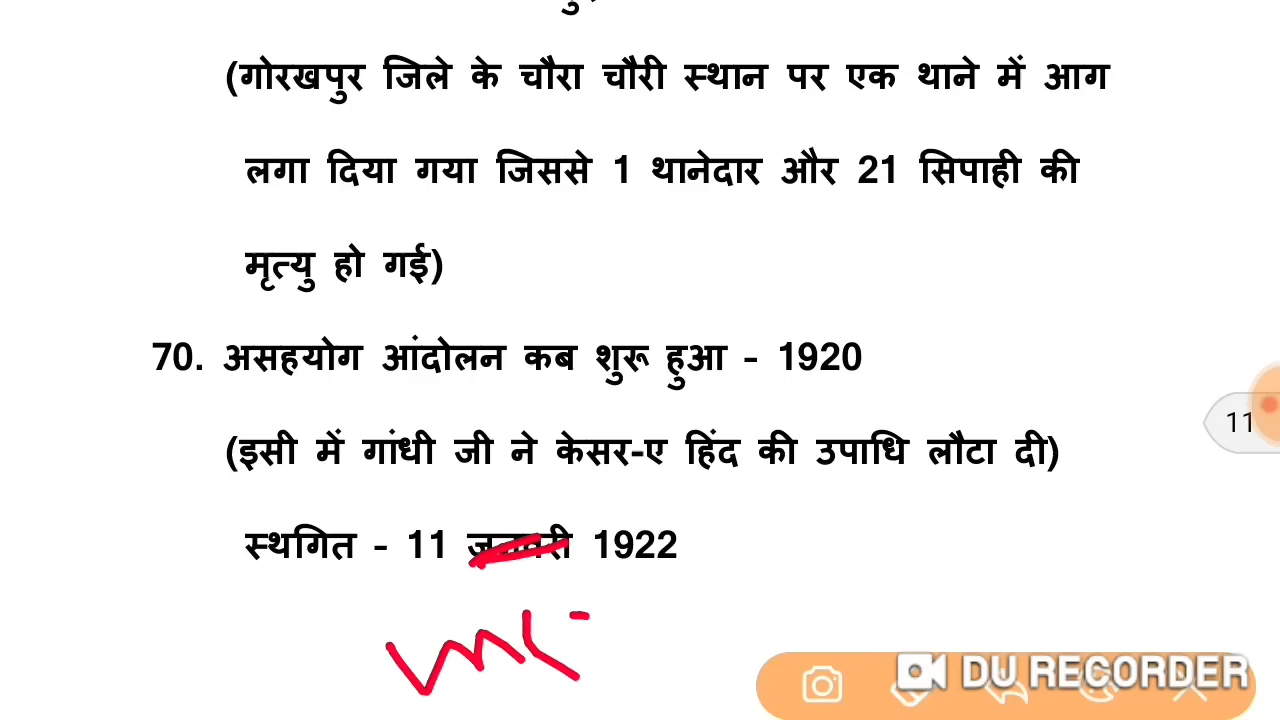 (गोरखपुर जिले के चौरा चौरी स्थान पर एक थाने में आग
लगा दिया गया जिससे 1 थानेदार और 21 सिपाही की
मृत्यु हो गई)
70. असहयोग आंदोलन कब शुरू हुआ - 1920
(इसी में गांधी जी ने केसर-ए हिंद की उपाधि लौटा दी)
11
स्थगित - 11 जनवरी 1922
DU RECORDER